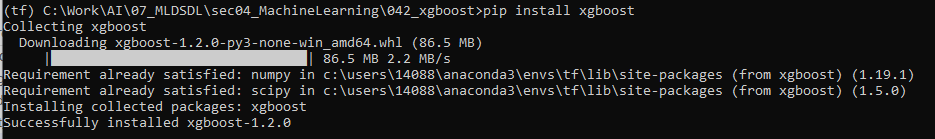 (tf) C:\Work\AI\07_MLDSDL\sec04_MachineLearning\042_xgboost>pip install xgboost
Collecting xgboost
  Downloading xgboost-1.2.0-py3-none-win_amd64.whl (86.5 MB)
     |████████████████████████████████| 86.5 MB 2.2 MB/s
Requirement already satisfied: numpy in c:\users\14088\anaconda3\envs\tf\lib\site-packages (from xgboost) (1.19.1)
Requirement already satisfied: scipy in c:\users\14088\anaconda3\envs\tf\lib\site-packages (from xgboost) (1.5.0)
Installing collected packages: xgboost
Successfully installed xgboost-1.2.0